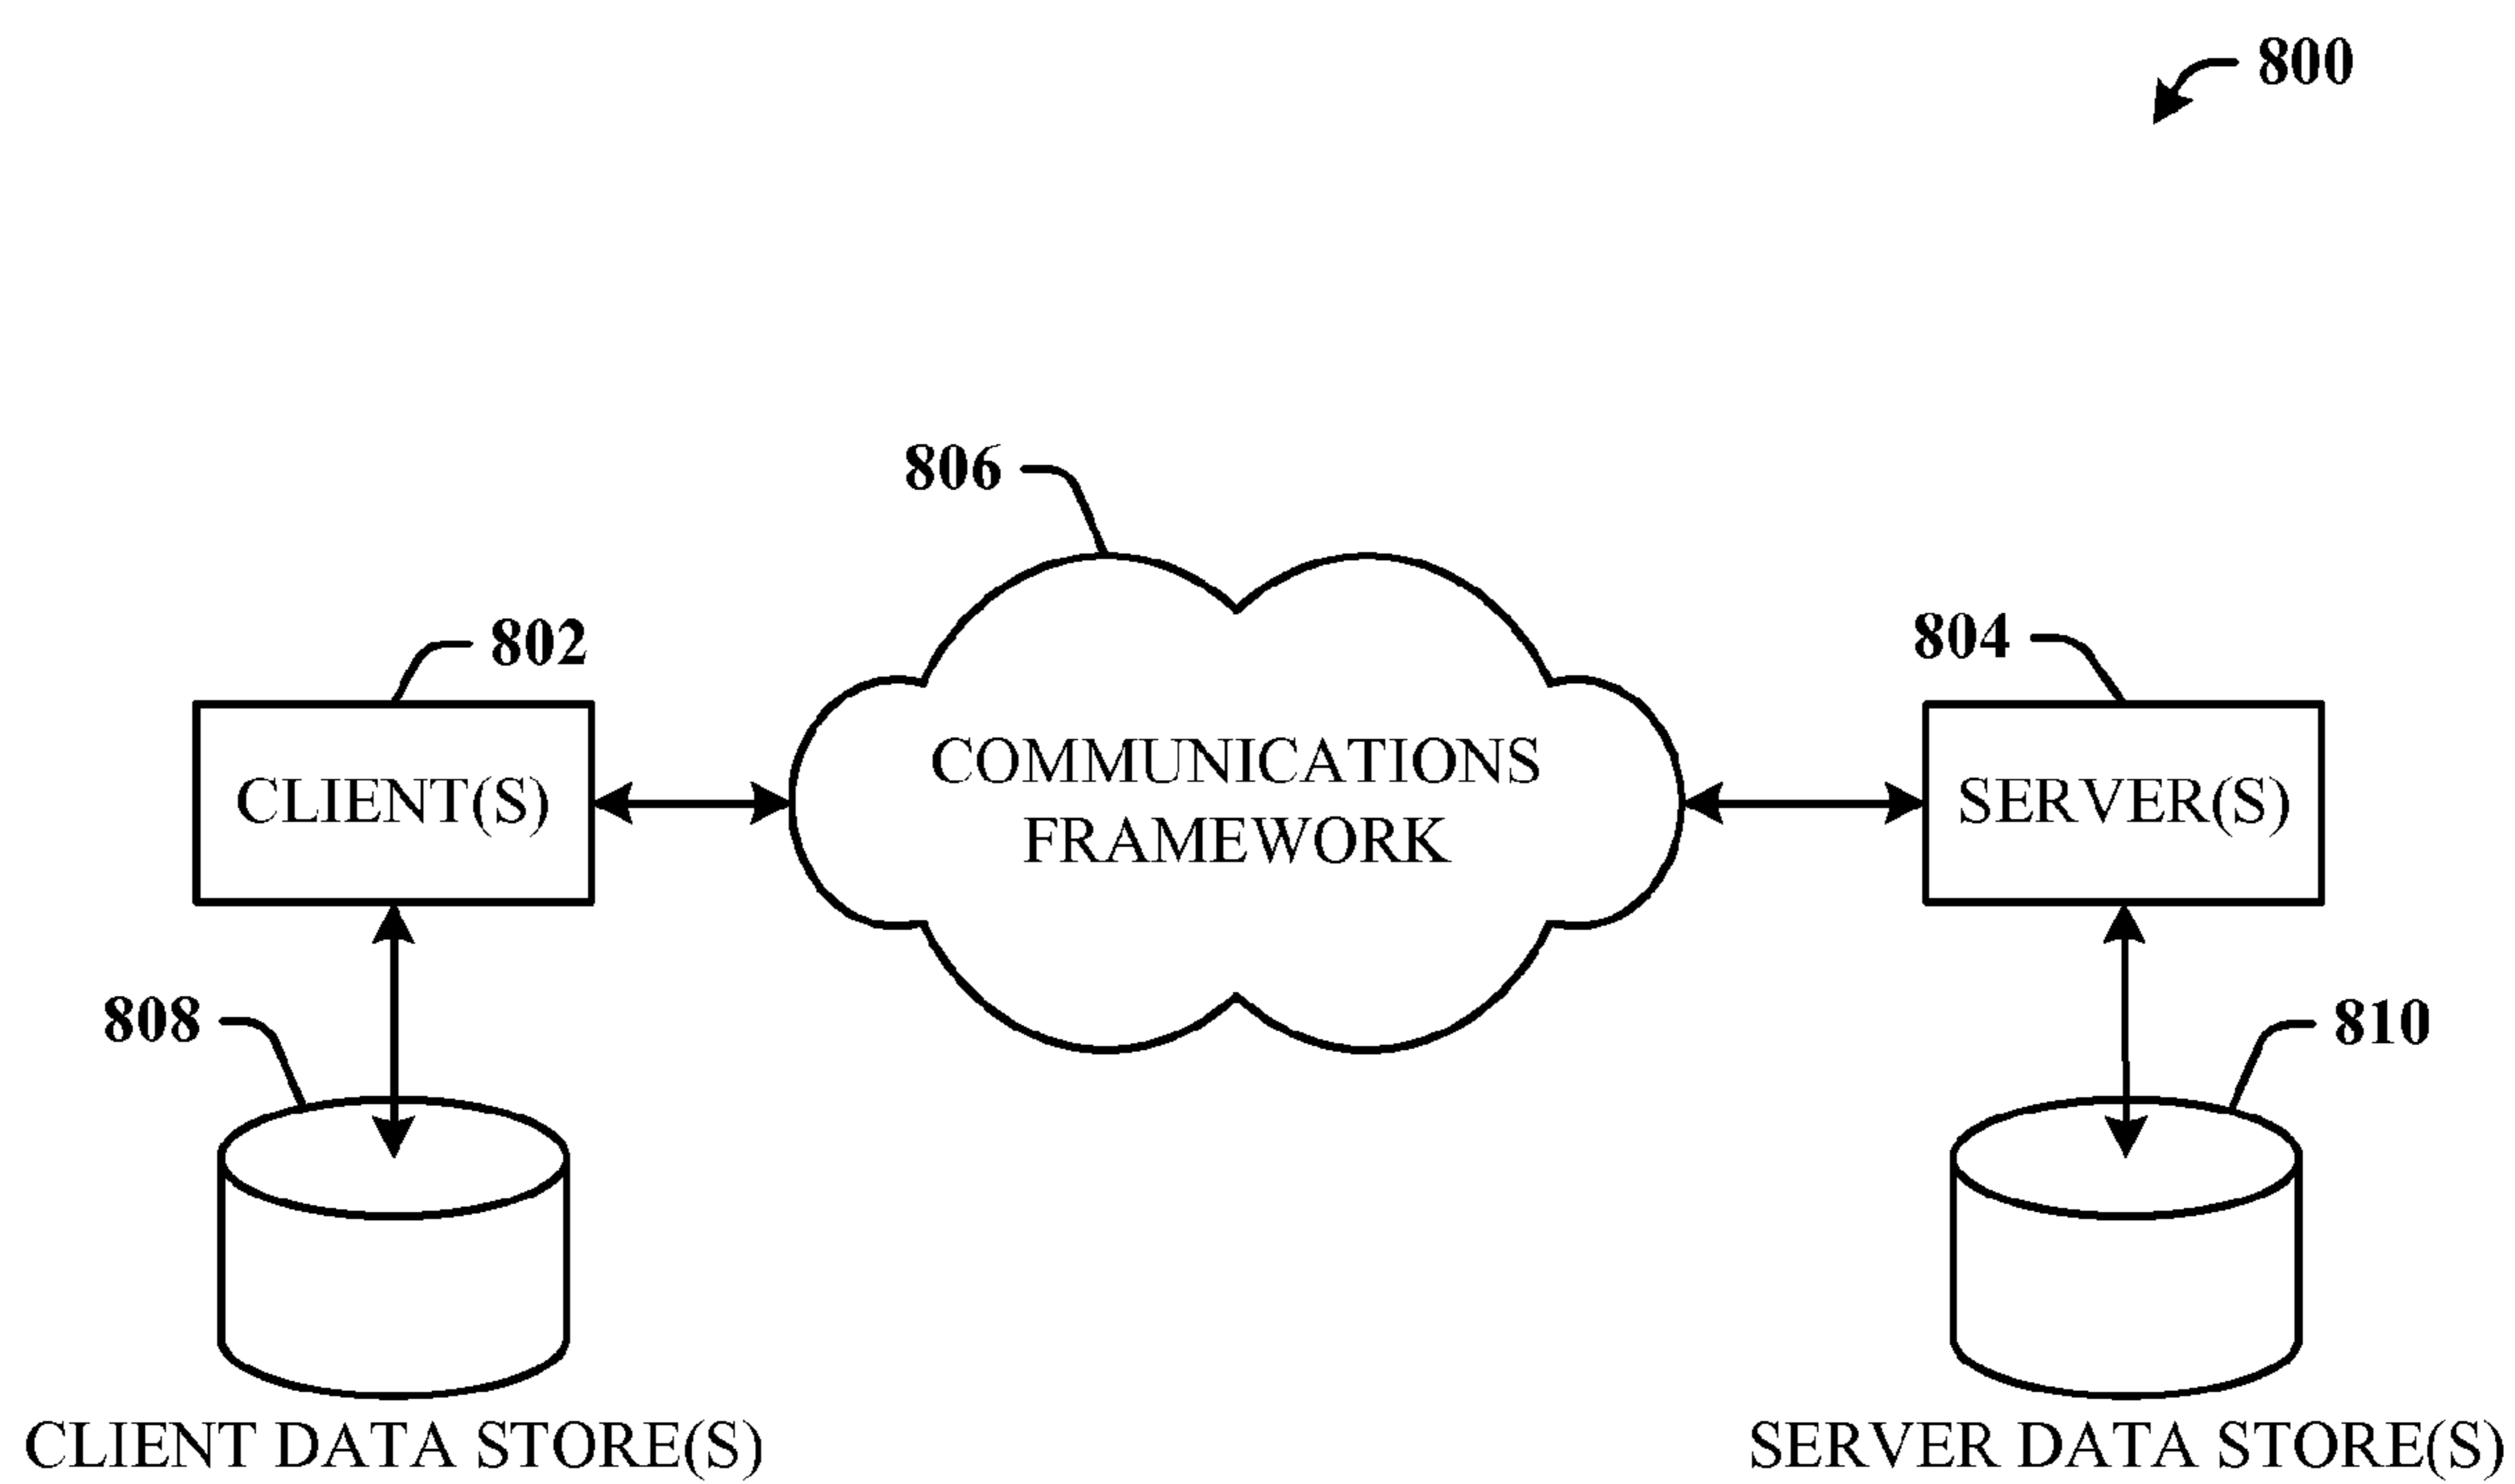 800
806
802
804
COMMUNICATIONS
FRAMEWORK
CLIENT(S)
SERVER(S)
808
810
CLIENT DATA STORE(S)
SERVER DATA STORE(S)